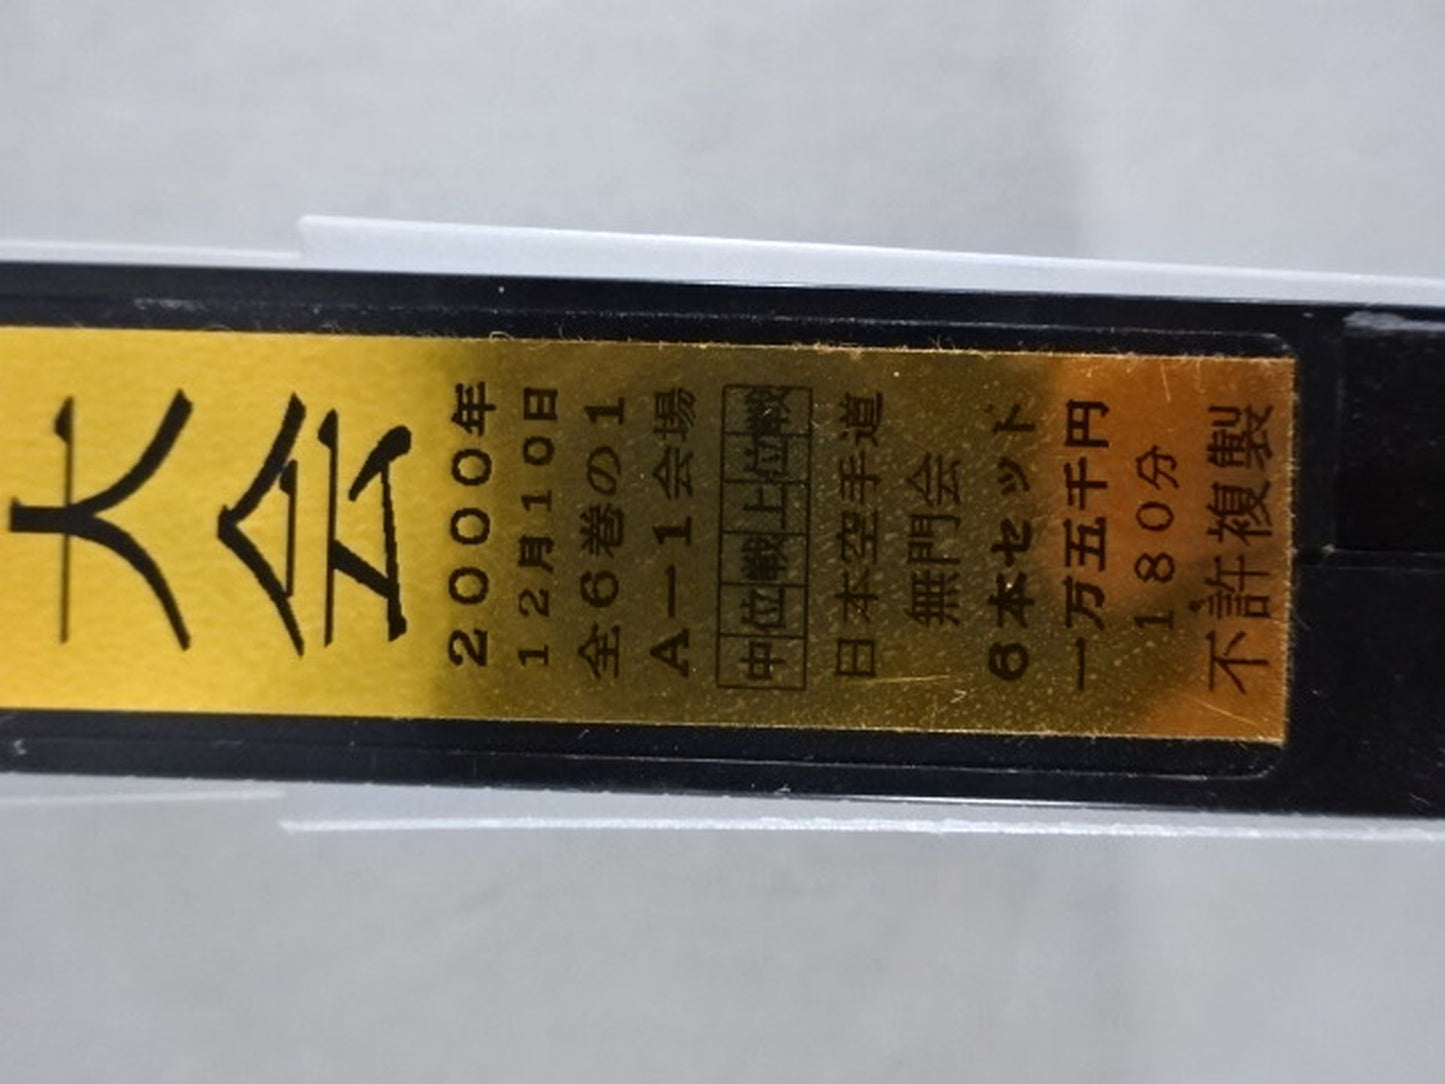 大会
2000年
12月10日
全6巻の1
A－1会場
中位戦上位戦
日本空手道
無門会
6本セット
一万五千円
180分
不許複製